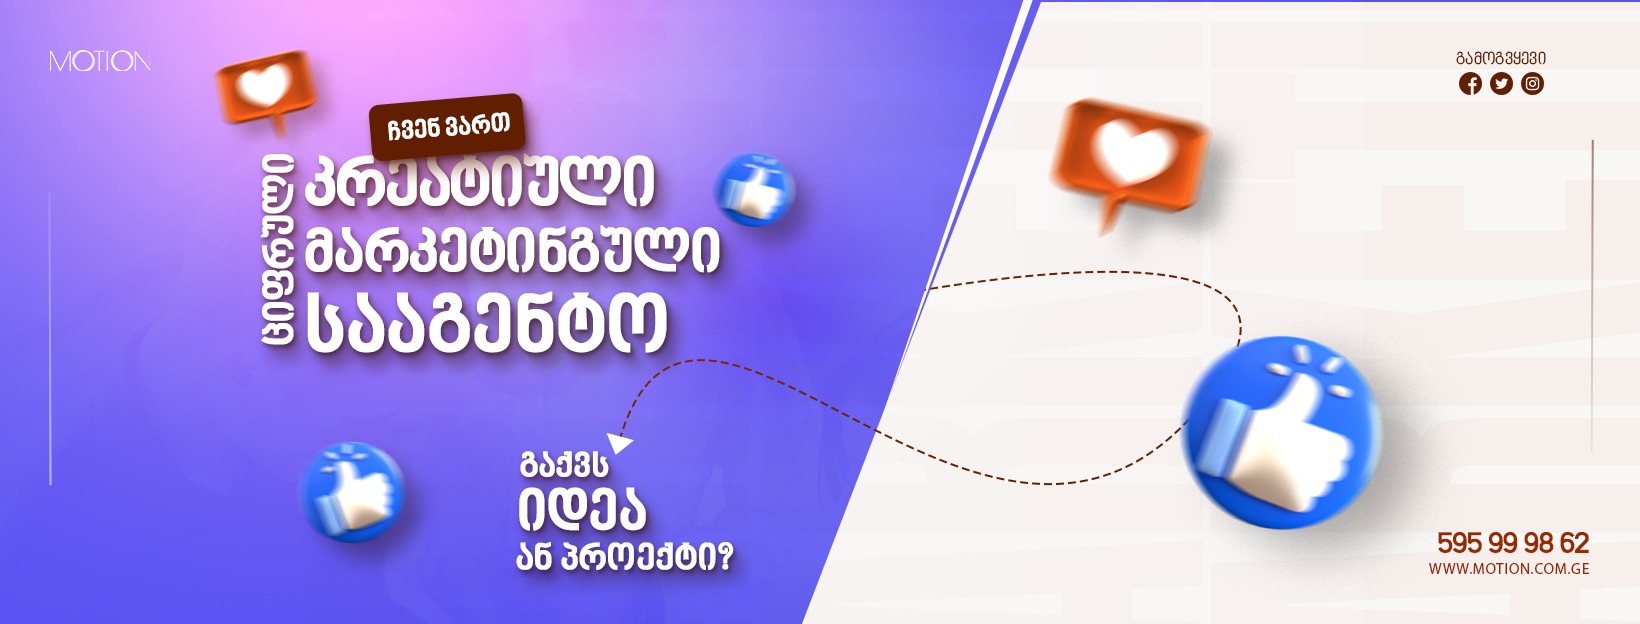 MOTION
ჩვენ ვართ
ციფრული
კრეატიული
მარკეტინგული
სააგენტო
გაქვს
იდეა
ან პროექტი?
გამოგვყევი
595 99 98 62
WWW.MOTION.COM.GE